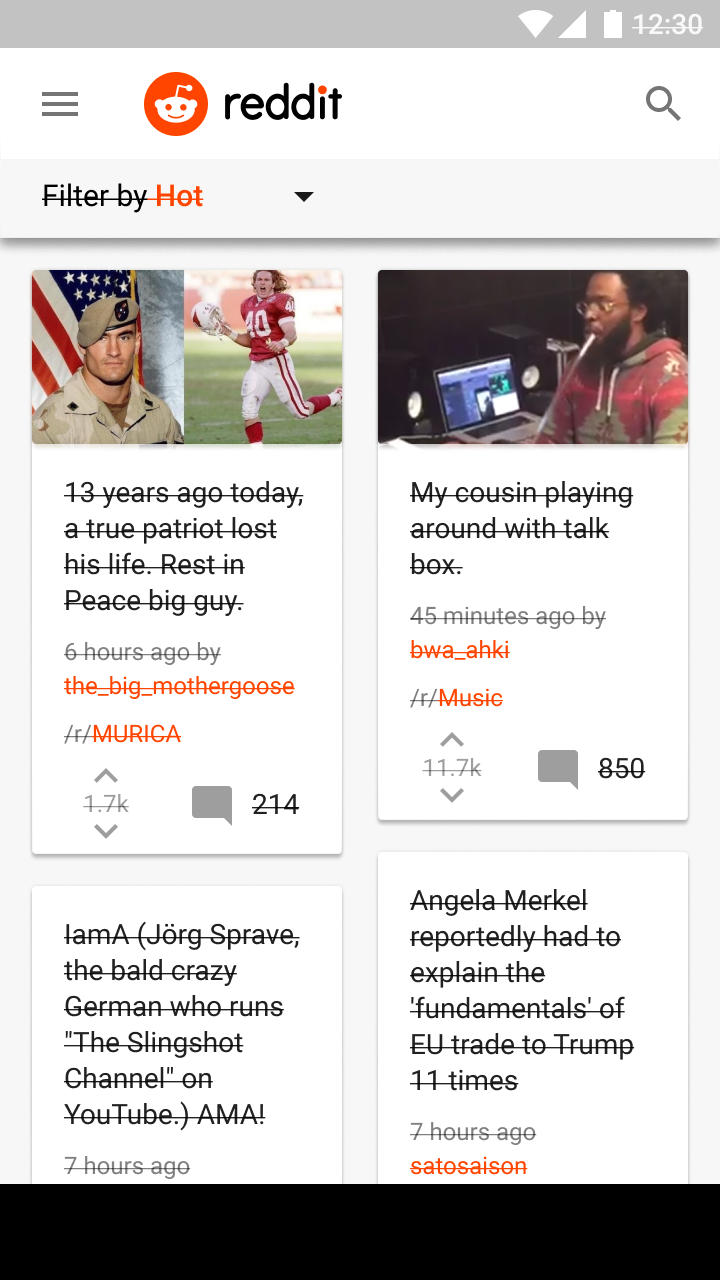 12:30
reddit
Filter by Hot
40
13 years ago today,
a true patriot lost
his life. Rest in
Peace big guy.
6 hours ago by
the_big_mothergoose
/r/MURICA
1.7k
214
My cousin playing
around with talk
box.
45 minutes ago by
bwa_ahki
/r/Music
11.7k
850
IamA (Jörg Sprave,
the bald crazy
German who runs
"The Slingshot
Channel" on
YouTube.) AMA!
7 hours ago
Angela Merkel
reportedly had to
explain the
'fundamentals' of
EU trade to Trump
11 times
7 hours ago
satosaison